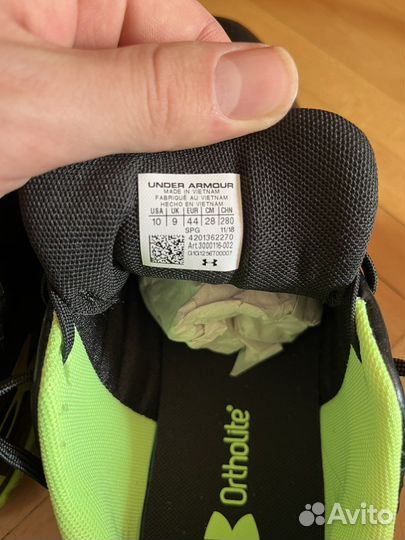 UNDER ARMOUR
MADE IN VIETNAM
FABRIQUÉ AU VIETNAM
HECHO EN VIETNAM
USA UK EUR CM CHN
10 9 44 28 280
SPG 11/18
4201362270
Art.3000116-002
G1G1256700007
Ortholite®
Avito